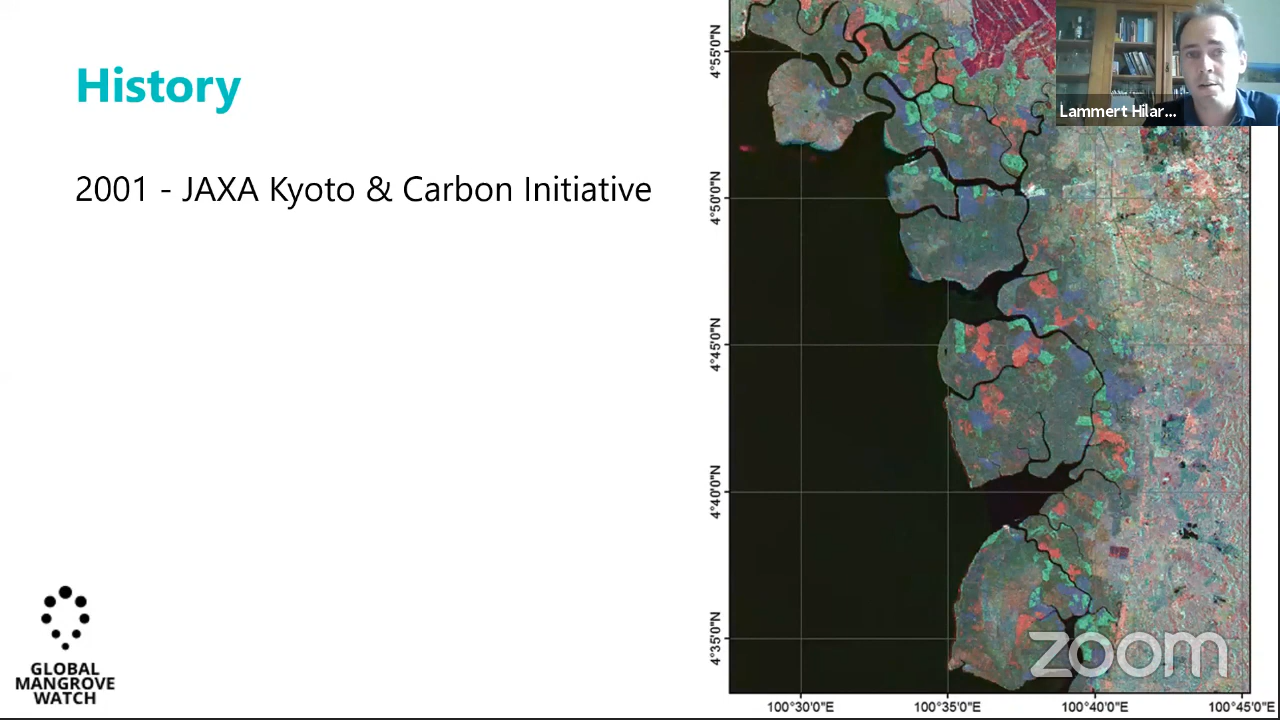 History
2001 - JAXA Kyoto & Carbon Initiative
GLOBAL
MANGROVE
WATCH
4°55'0"N
4°50'0"N
4°45'0"N
4°40'0"N
4°35'0"N
100°30'0"E
100°35'0"E
100°40'0"E
100°45'0"E
Lammert Hilar...
zoom